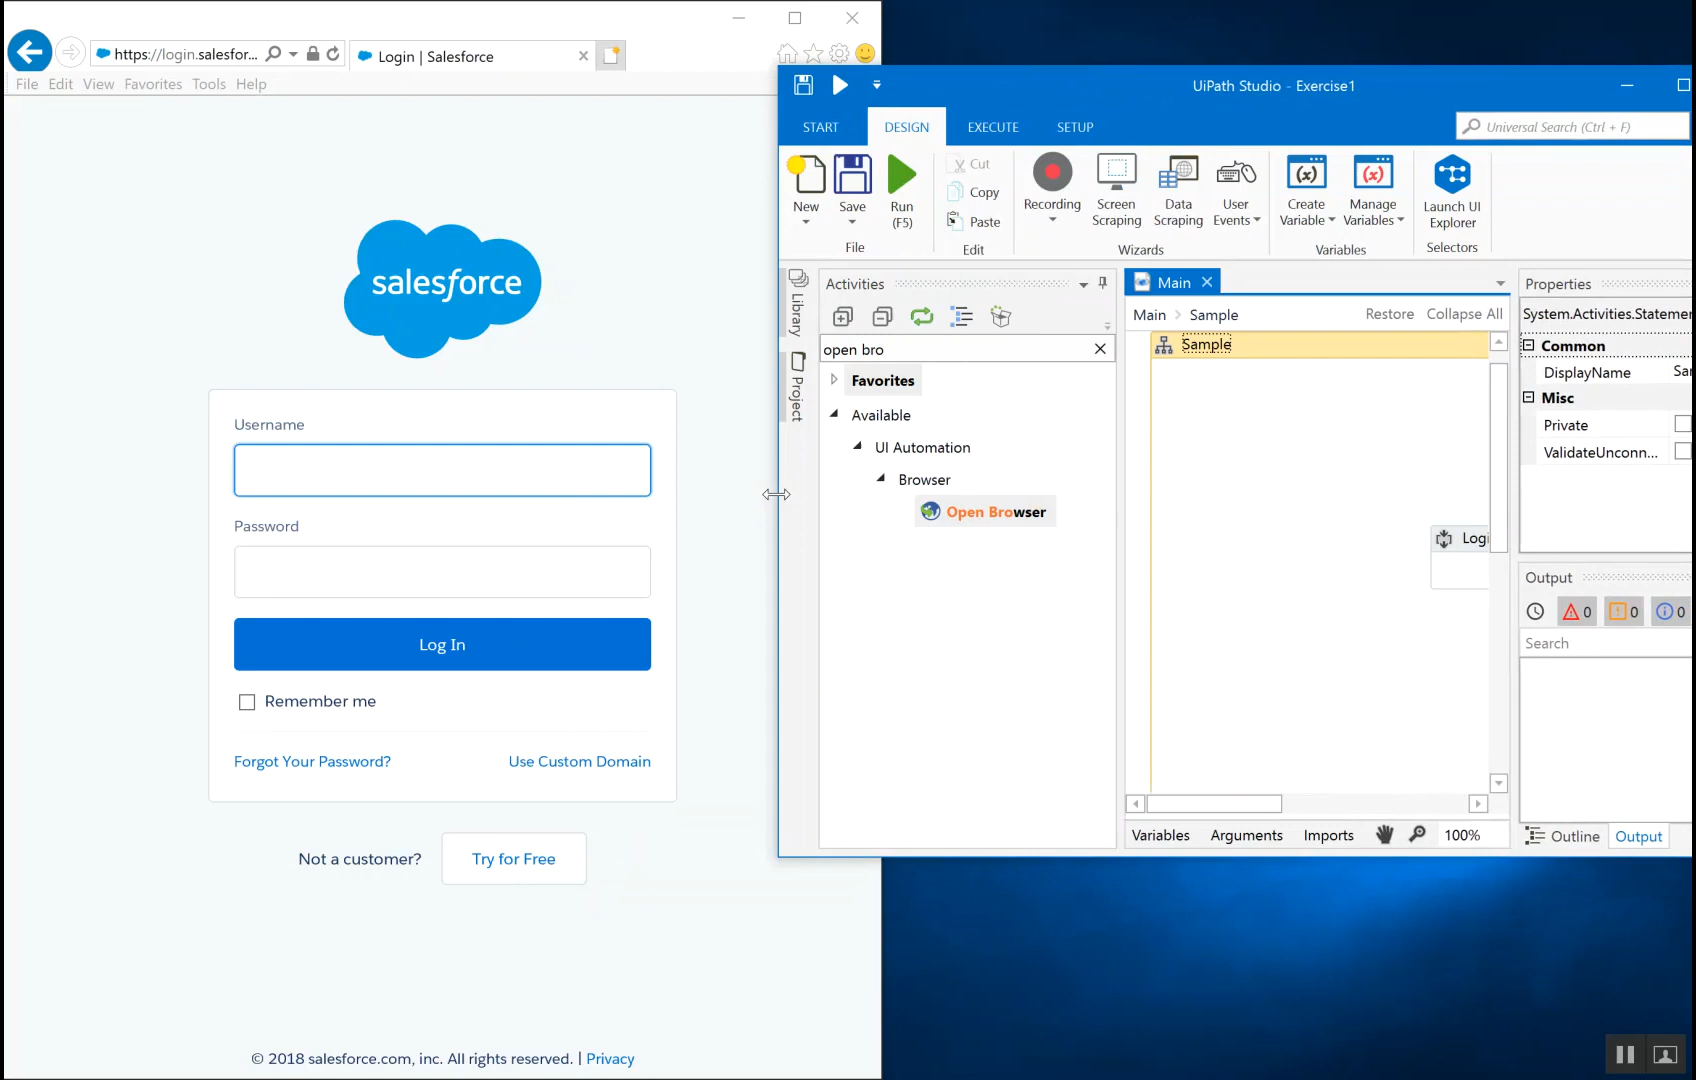 https://login.salesfor...
Login | Salesforce
File Edit View Favorites Tools Help
salesforce
Username
Password
Log In
Remember me
Forgot Your Password?
Use Custom Domain
Not a customer?
Try for Free
© 2018 salesforce.com, inc. All rights reserved. | Privacy
UiPath Studio - Exercise1
START DESIGN EXECUTE SETUP
Universal Search (Ctrl + F)
New
Save
Run
(F5)
File
Cut
Copy
Paste
Edit
Recording
Screen
Scraping
Data
Scraping
User
Events
Wizards
Create
Variable
Manage
Variables
Variables
Launch UI
Explorer
Selectors
Library
Project
Activities
open bro
Favorites
Available
UI Automation
Browser
Open Browser
Main
Main > Sample
Restore Collapse All
Sample
Logi
Variables Arguments Imports 100%
Properties
System.Activities.Statemen
Common
DisplayName Sar
Misc
Private
ValidateUnconn...
Output
0 0 0
Search
Outline Output